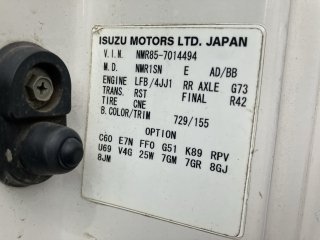 ISUZU MOTORS LTD. JAPAN
V.I.N. NMR85-7014494
M.D. NMR1SN E AD/BB
ENGINE LFB/4JJ1 RR AXLE G73
TRANS. RST FINAL R42
TIRE CNE
B.COLOR/TRIM 729/155
OPTION
C60 E7N FF0 G51 K89 RPV
U69 V4G 25W 7GM 7GR 8GJ
8JM